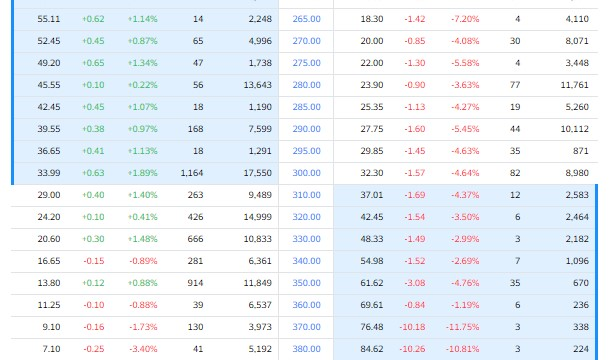 55.11 +0.62 +1.14% 14 2,248 265.00 18.30 -1.42 -7.20% 4 4,110
52.45 +0.45 +0.87% 65 4,996 270.00 20.00 -0.85 -4.08% 30 8,071
49.20 +0.65 +1.34% 47 1,738 275.00 22.00 -1.30 -5.58% 4 3,448
45.55 +0.10 +0.22% 56 13,643 280.00 23.90 -0.90 -3.63% 77 11,761
42.45 +0.45 +1.07% 18 1,190 285.00 25.35 -1.13 -4.27% 19 5,260
39.55 +0.38 +0.97% 168 7,599 290.00 27.75 -1.60 -5.45% 44 10,112
36.65 +0.41 +1.13% 18 1,291 295.00 29.85 -1.45 -4.63% 35 871
33.99 +0.63 +1.89% 1,164 17,550 300.00 32.30 -1.57 -4.64% 82 8,980
29.00 +0.40 +1.40% 263 9,489 310.00 37.01 -1.69 -4.37% 12 2,583
24.20 +0.10 +0.41% 426 14,999 320.00 42.45 -1.54 -3.50% 6 2,464
20.60 +0.30 +1.48% 666 10,833 330.00 48.33 -1.49 -2.99% 3 2,182
16.65 -0.15 -0.89% 281 6,361 340.00 54.98 -1.52 -2.69% 7 1,096
13.80 +0.12 +0.88% 914 11,849 350.00 61.62 -3.08 -4.76% 35 670
11.25 -0.10 -0.88% 39 6,537 360.00 69.61 -0.84 -1.19% 6 236
9.10 -0.16 -1.73% 130 3,973 370.00 76.48 -10.18 -11.75% 3 338
7.10 -0.25 -3.40% 41 5,192 380.00 84.62 -10.26 -10.81% 3 224